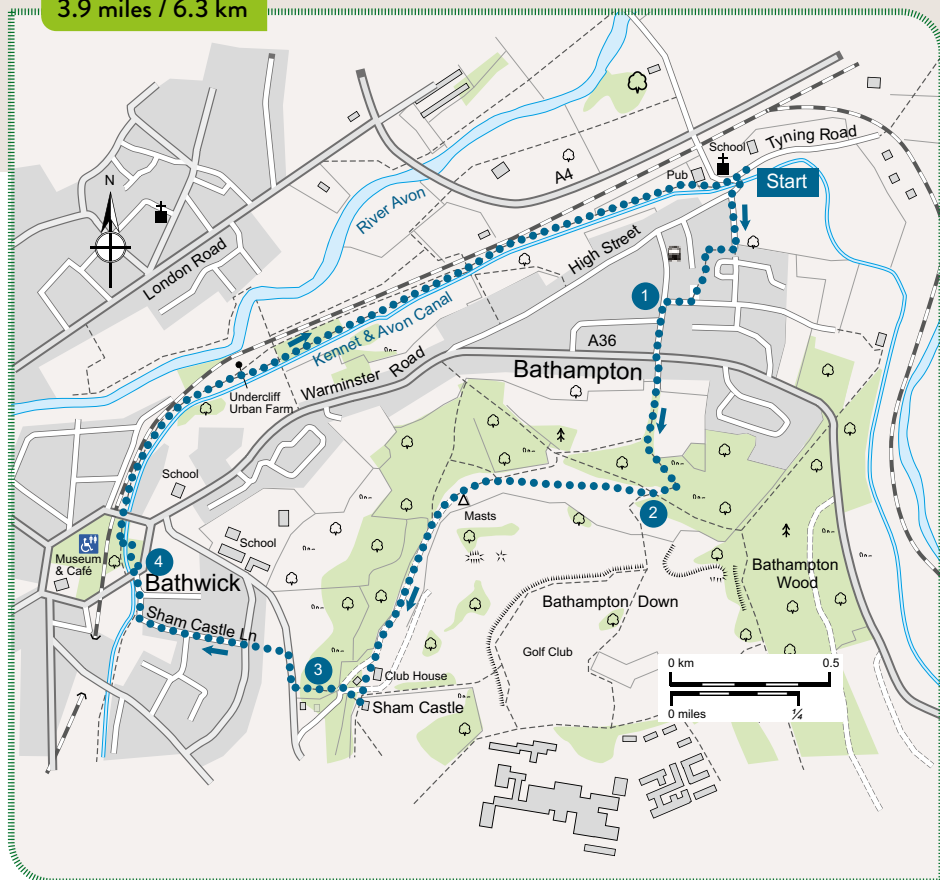 3.9 miles / 6.3 km
N
London Road
River Avon
A4
School
Tyning Road
Pub
Start
High Street
1
Kennet & Avon Canal
A36
Warminster Road
Bathampton
Undercliff
Urban Farm
School
2
Masts
School
Museum
& Café
4
Bathwick
Bathampton
Wood
Bathampton Down
Sham Castle Ln
Golf Club
3
Club House
Sham Castle
0 km
0.5
0 miles
¼